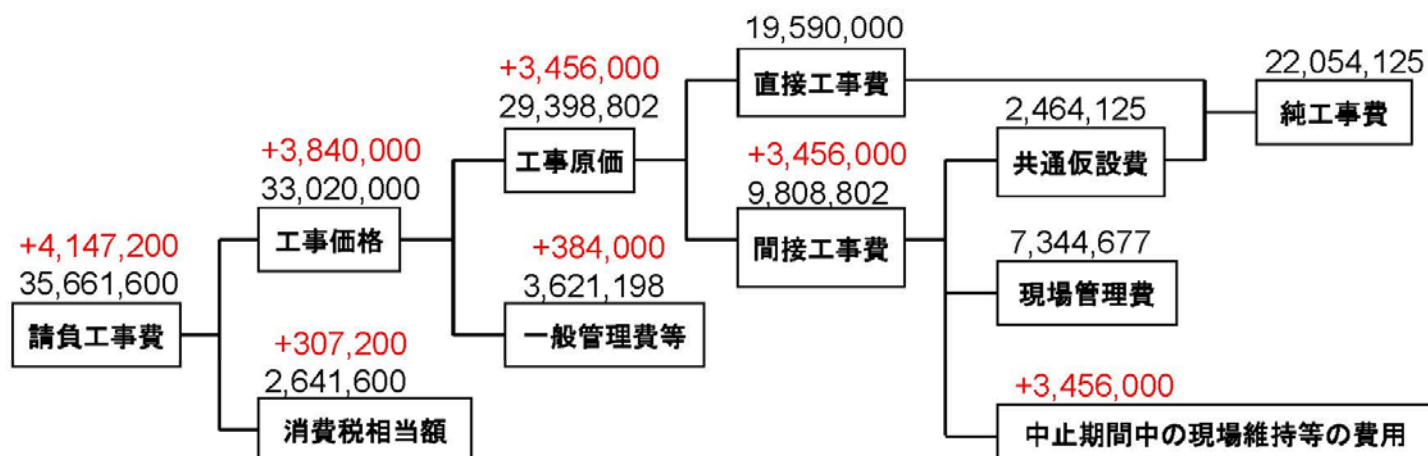 +4,147,200
35,661,600
請負工事費
+3,840,000
33,020,000
工事価格
+307,200
2,641,600
消費税相当額
+3,456,000
29,398,802
工事原価
+384,000
3,621,198
一般管理費等
19,590,000
直接工事費
+3,456,000
9,808,802
間接工事費
2,464,125
共通仮設費
7,344,677
現場管理費
+3,456,000
中止期間中の現場維持等の費用
22,054,125
純工事費